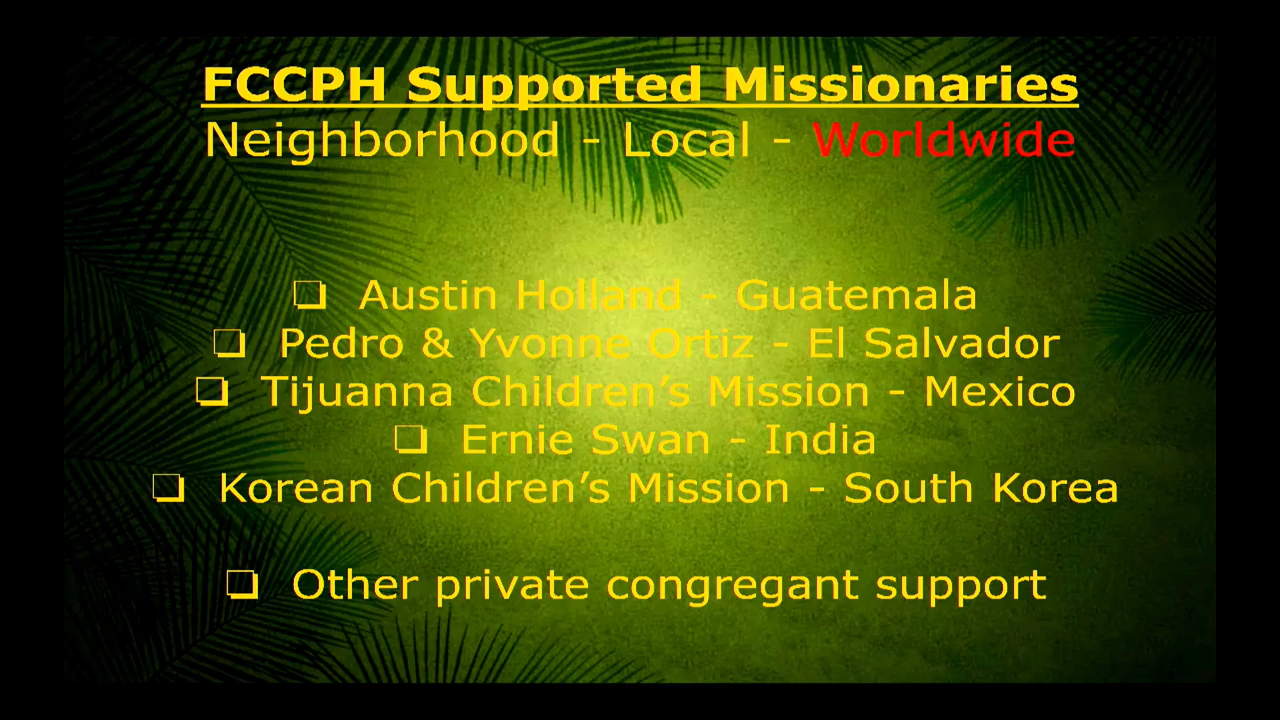 FCCPH Supported Missionaries
Neighborhood - Local - Worldwide
❏ Austin Holland - Guatemala
❏ Pedro & Yvonne Ortiz - El Salvador
❏ Tijuanna Children’s Mission - Mexico
❏ Ernie Swan - India
❏ Korean Children’s Mission - South Korea
❏ Other private congregant support